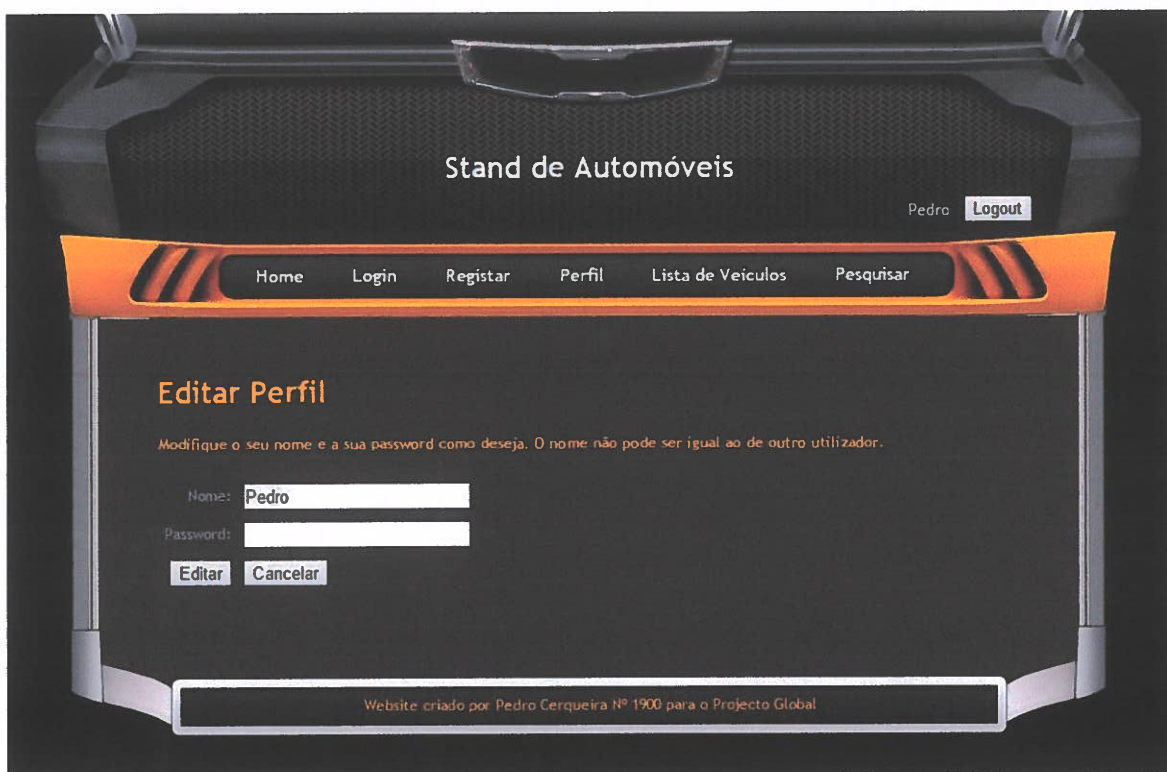 Stand de Automóveis
Pedro Logout
Home Login Registar Perfil Lista de Veículos Pesquisar
Editar Perfil
Modifique o seu nome e a sua password como deseja. O nome não pode ser igual ao de outro utilizador.
Nome: Pedro
Password:
Editar Cancelar
Website criado por Pedro Cerqueira Nº 1900 para o Projecto Global